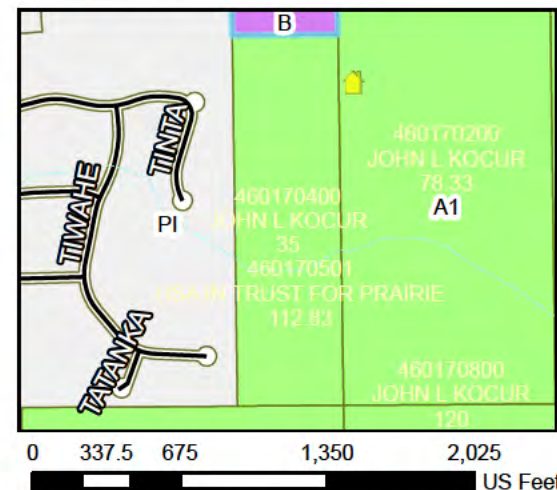 B
TINTA
TIWAHE
PI
TATANKA
460170200
JOHN L KOCUR
78.33
A1
460170400
JOHN L KOCUR
35
460170501
USA IN TRUST FOR PRAIRIE
112.83
460170800
JOHN L KOCUR
120
0 337.5 675 1,350 2,025
US Feet